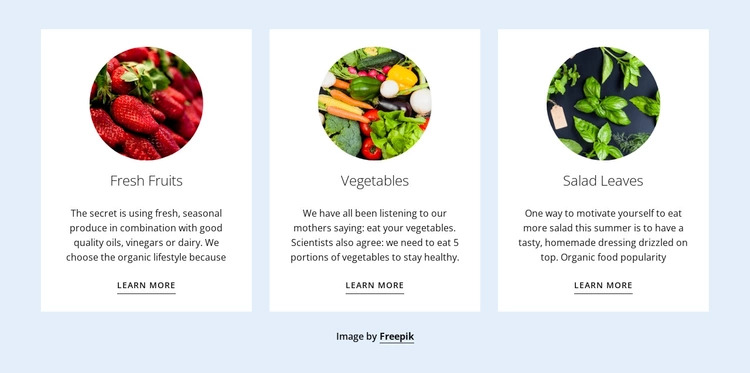 Fresh Fruits
The secret is using fresh, seasonal
produce in combination with good
quality oils, vinegars or dairy. We
choose the organic lifestyle because
LEARN MORE
Vegetables
We have all been listening to our
mothers saying: eat your vegetables.
Scientists also agree: we need to eat 5
portions of vegetables to stay healthy.
LEARN MORE
Salad Leaves
One way to motivate yourself to eat
more salad this summer is to have a
tasty, homemade dressing drizzled on
top. Organic food popularity
LEARN MORE
Image by Freepik